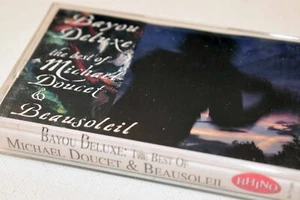 Bayou
Deluxe
the best of
Michael
Doucet
&
Beausoleil
BAYOU DELUXE: THE BEST OF
MICHAEL DOUCET & BEAUSOLEIL
RHINO